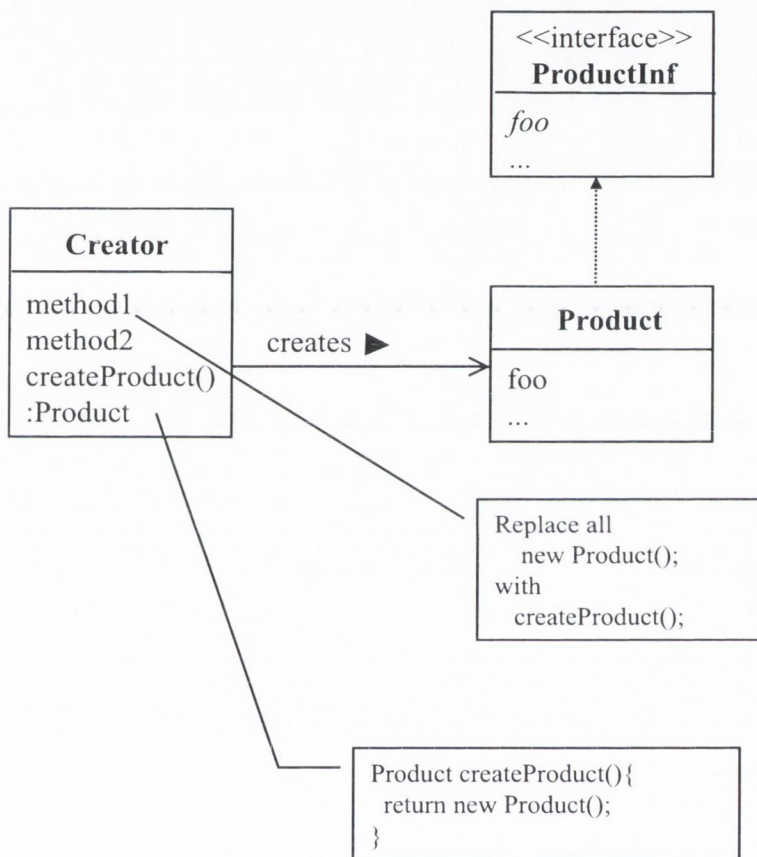 <<interface>>
ProductInf
foo
...
Creator
method1
method2
createProduct()
:Product
creates ►
Product
foo
...
Replace all
new Product();
with
createProduct();
Product createProduct(){
return new Product();
}